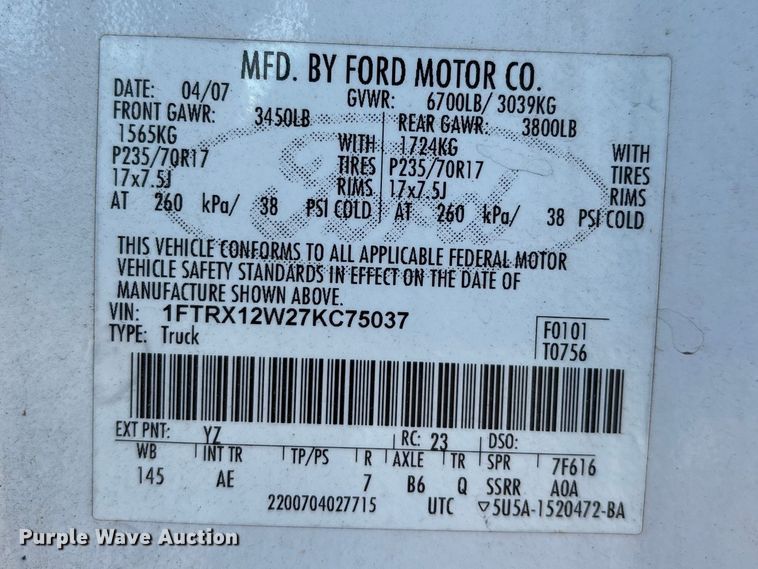 MFD. BY FORD MOTOR CO.
DATE: 04/07 GVWR: 6700LB/ 3039KG
FRONT GAWR: 3450LB REAR GAWR: 3800LB
1565KG WITH 1724KG WITH
P235/70R17 TIRES P235/70R17 TIRES
17x7.5J RIMS 17x7.5J RIMS
AT 260 kPa/ 38 PSI COLD AT 260 kPa/ 38 PSI COLD
Ford
THIS VEHICLE CONFORMS TO ALL APPLICABLE FEDERAL MOTOR
VEHICLE SAFETY STANDARDS IN EFFECT ON THE DATE OF
MANUFACTURE SHOWN ABOVE.
VIN: 1FTRX12W27KC75037
TYPE: Truck
F0101
T0756
EXT PNT: YZ RC: 23 DSO:
WB INT TR TP/PS R AXLE TR SPR 7F616
145 AE 7 B6 Q SSRR A0A
2200704027715 UTC ▽5U5A-1520472-BA
Purple Wave Auction